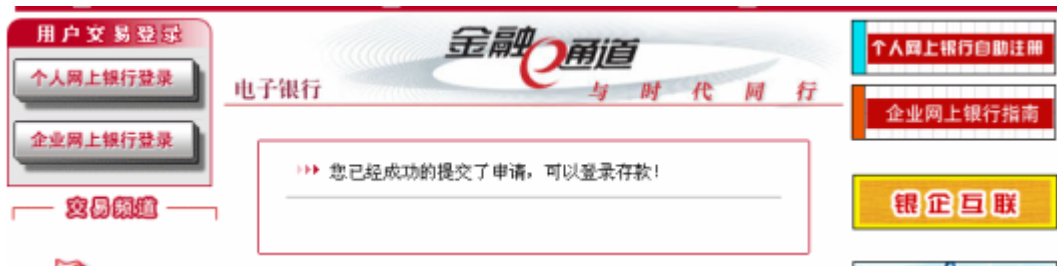 用户交易登录
个人网上银行登录
企业网上银行登录
交易频道
金融e通道
电子银行
与时代同行
您已经成功的提交了申请，可以登录存款！
个人网上银行自助注册
企业网上银行指南
银企互联